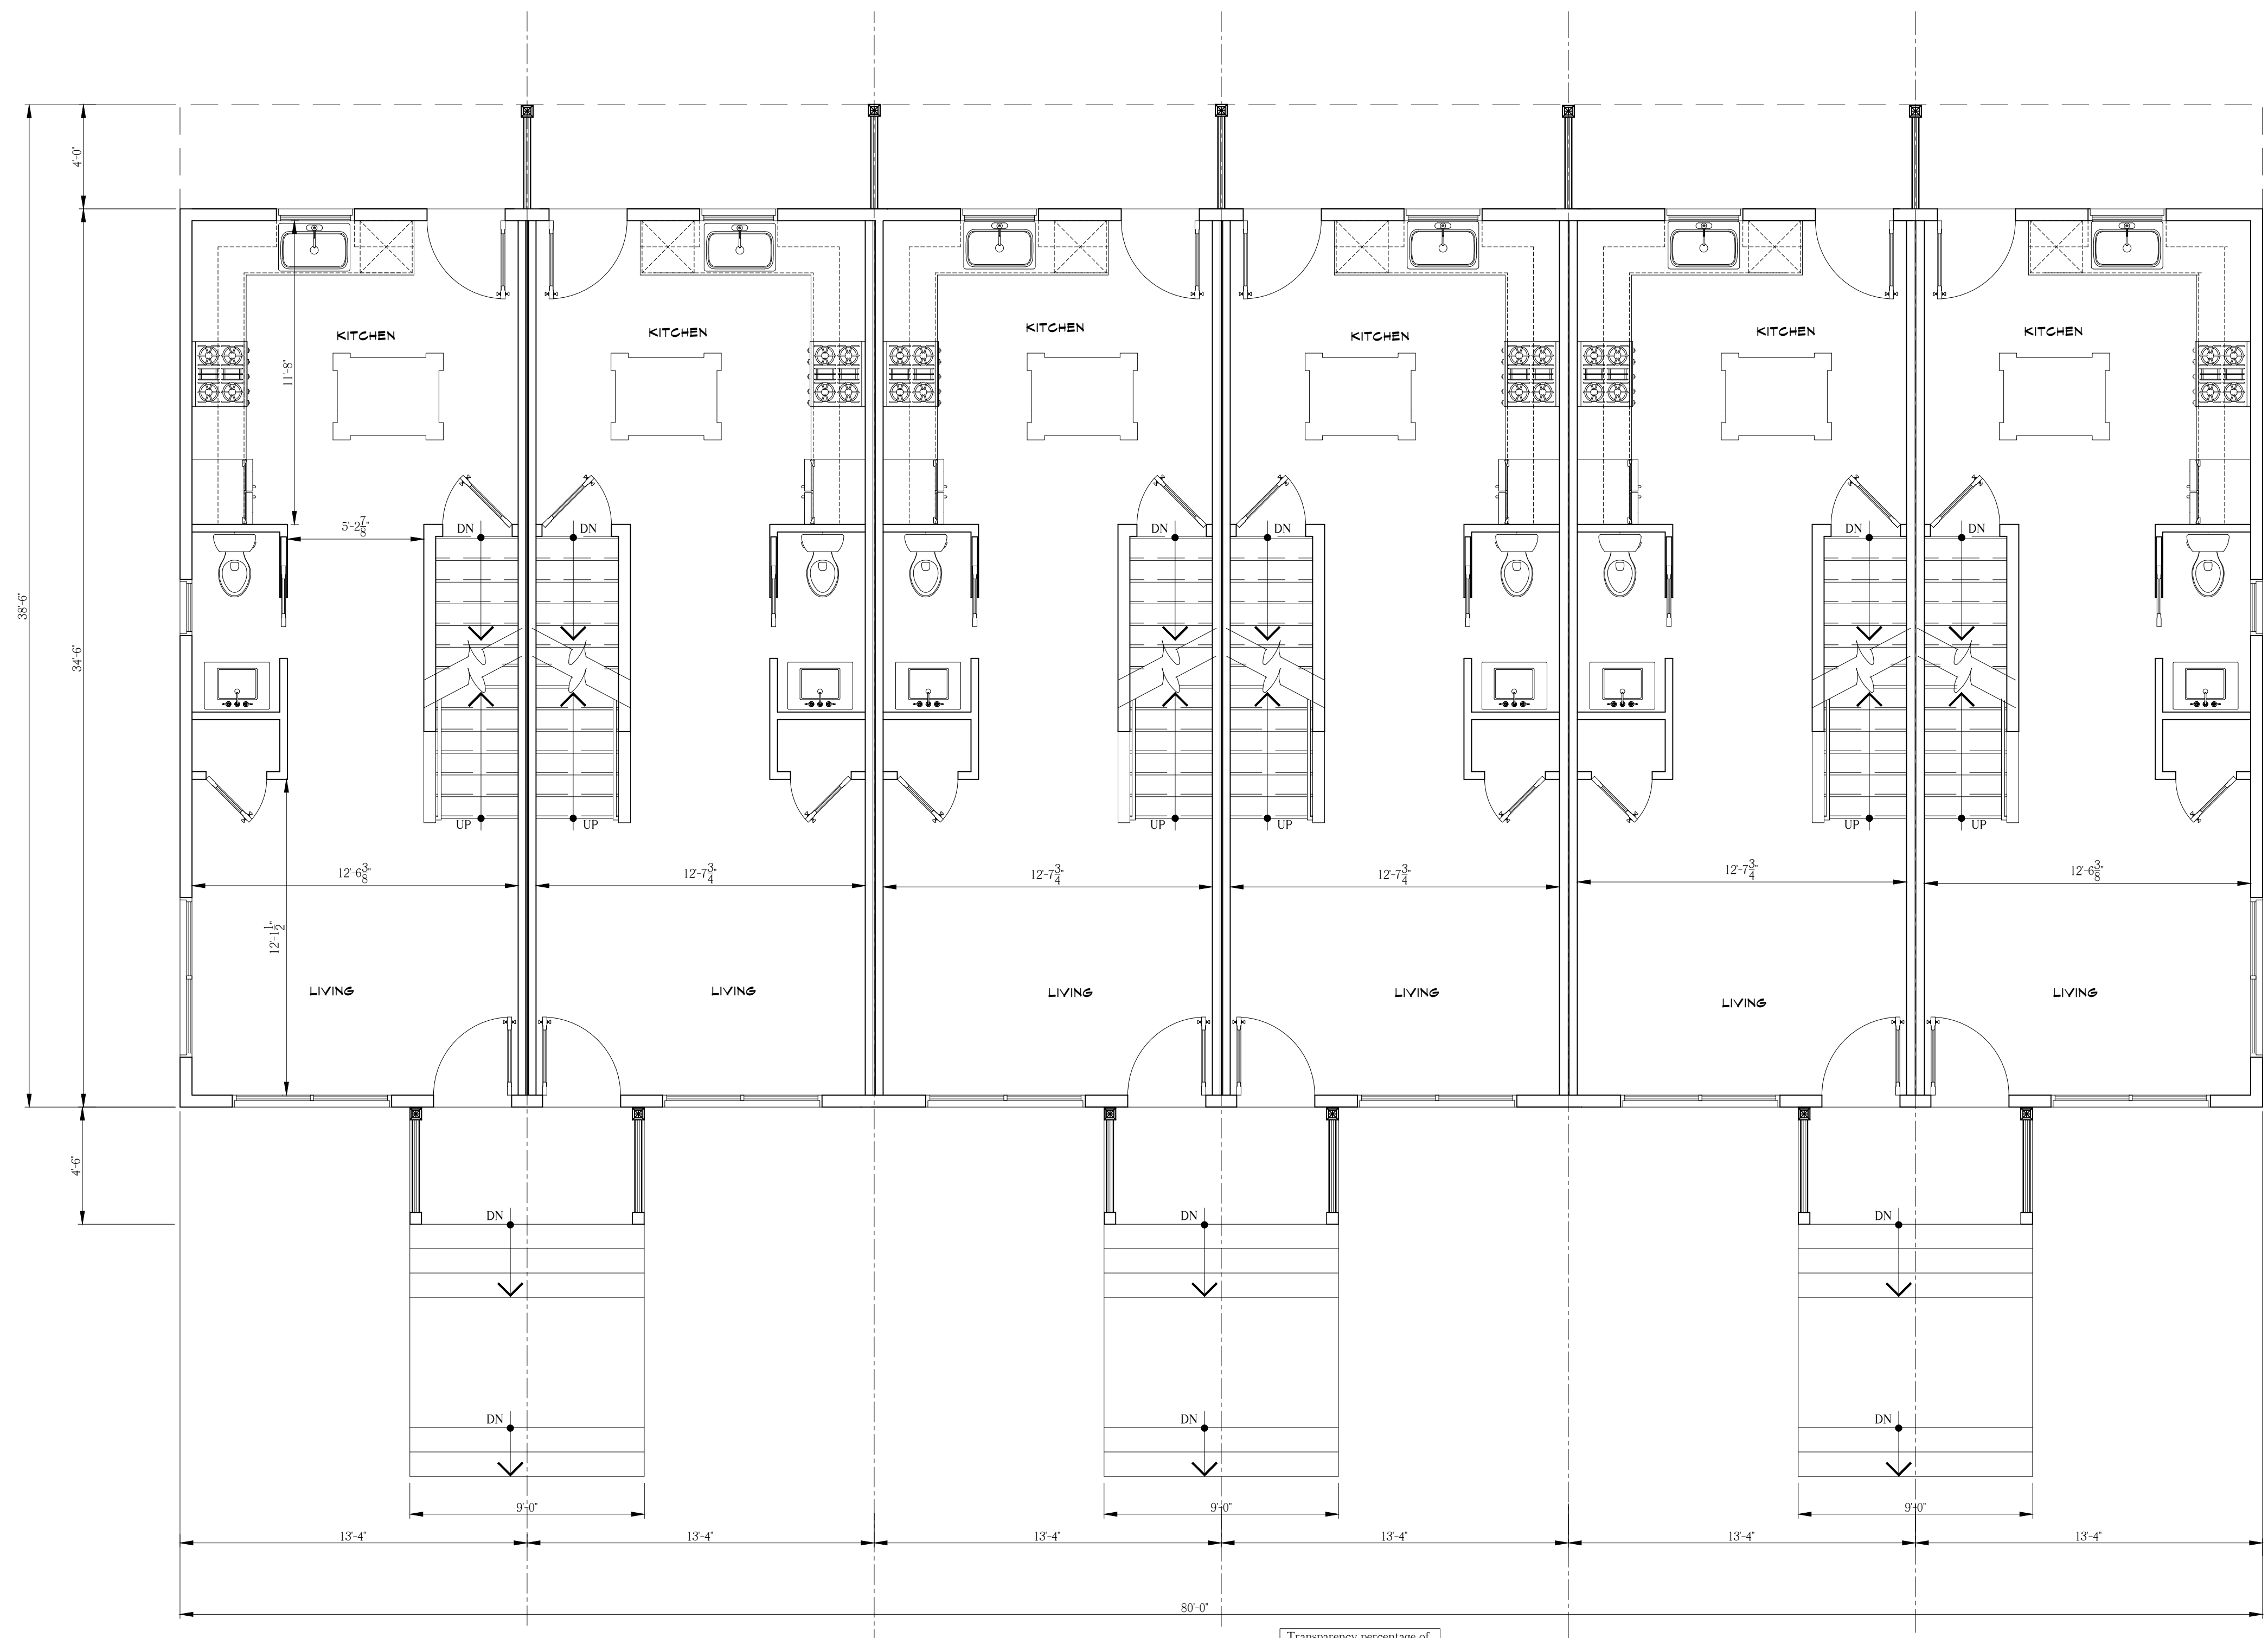 4'-0"
KITCHEN KITCHEN KITCHEN KITCHEN KITCHEN KITCHEN
11'-8"
5'-2 7/8"
DN DN DN DN DN DN
38'-6"
34'-6"
UP UP UP UP UP UP
12'-6 3/8" 12'-7 3/4" 12'-7 3/4" 12'-7 3/4" 12'-7 3/4" 12'-6 3/8"
12'-1 1/2"
LIVING LIVING LIVING LIVING LIVING LIVING
4'-6"
DN DN DN
DN DN DN
9'-0" 9'-0" 9'-0"
13'-4" 13'-4" 13'-4" 13'-4" 13'-4" 13'-4"
80'-0"
Transparency percentage of